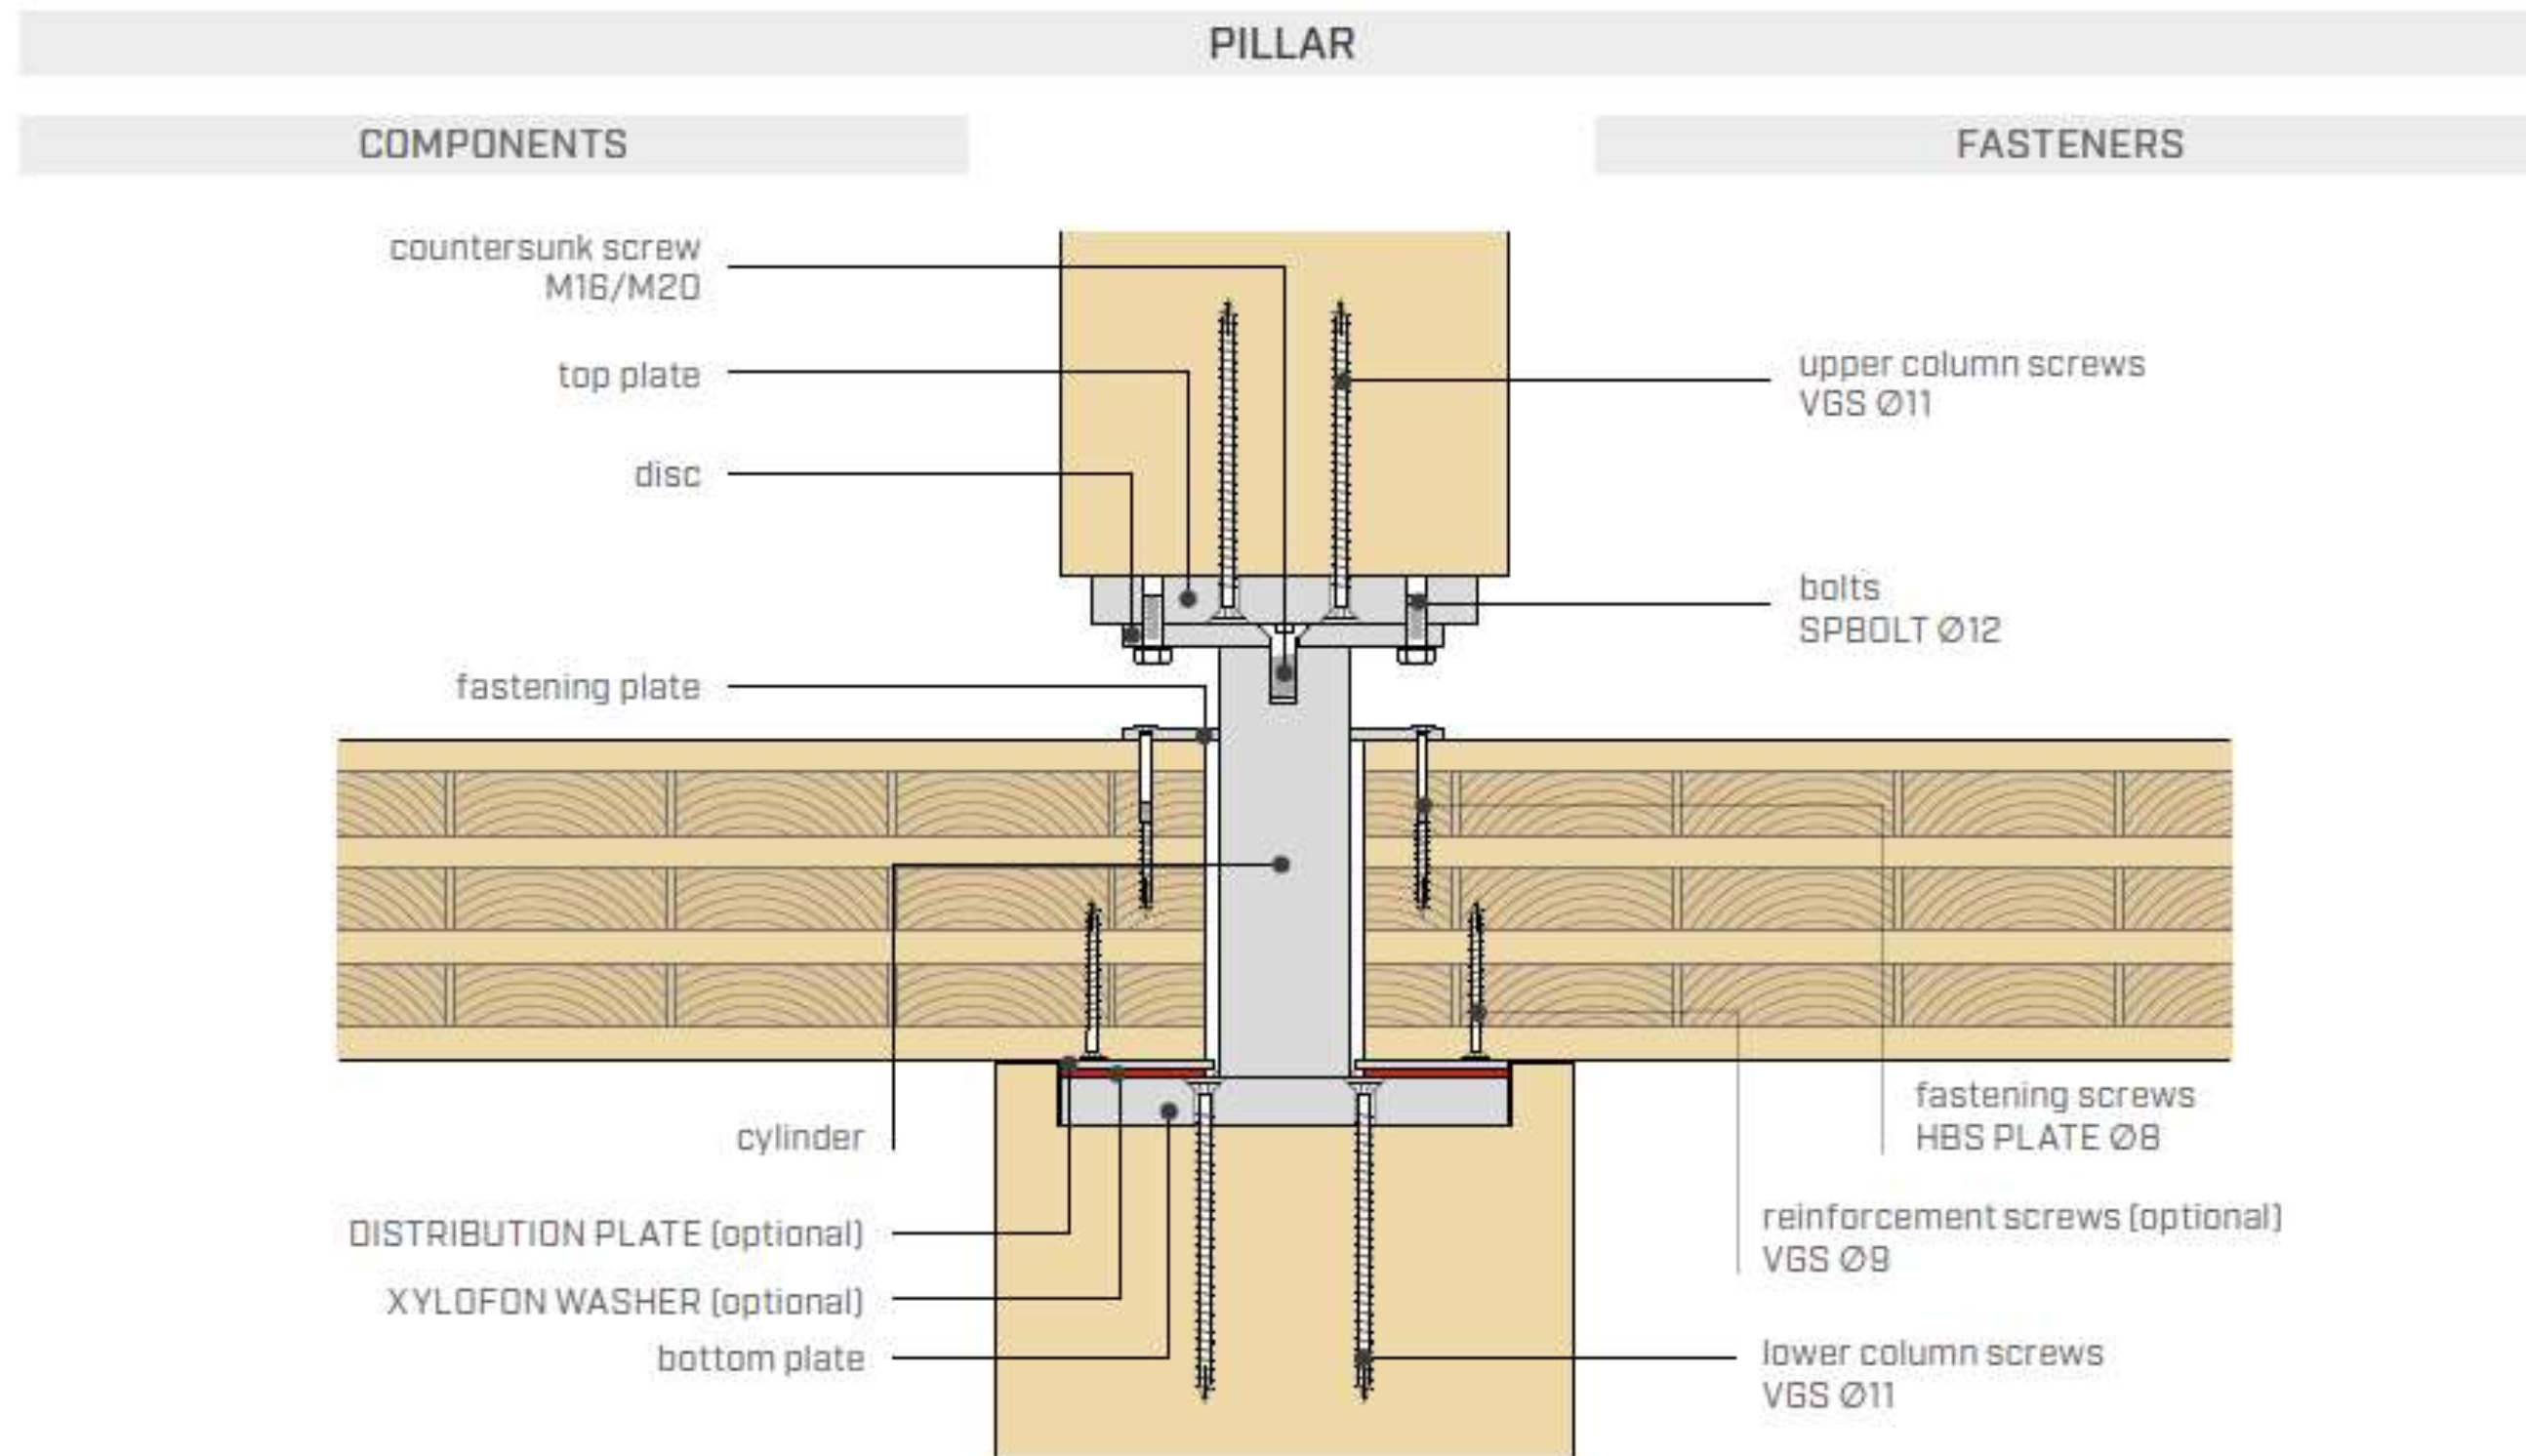 PILLAR
COMPONENTS
FASTENERS
countersunk screw
M16/M20
top plate
disc
fastening plate
cylinder
DISTRIBUTION PLATE (optional)
XYLOFON WASHER (optional)
bottom plate
upper column screws
VGS Ø11
bolts
SPBOLT Ø12
fastening screws
HBS PLATE Ø8
reinforcement screws (optional)
VGS Ø9
lower column screws
VGS Ø11